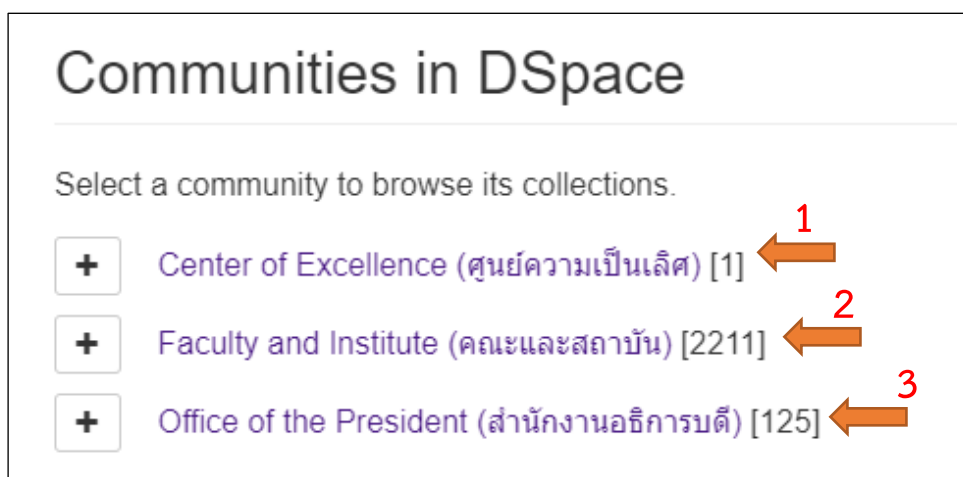 Communities in DSpace
Select a community to browse its collections.
1
+ Center of Excellence (ศูนย์ความเป็นเลิศ) [1]
2
+ Faculty and Institute (คณะและสถาบัน) [2211]
3
+ Office of the President (สำนักงานอธิการบดี) [125]